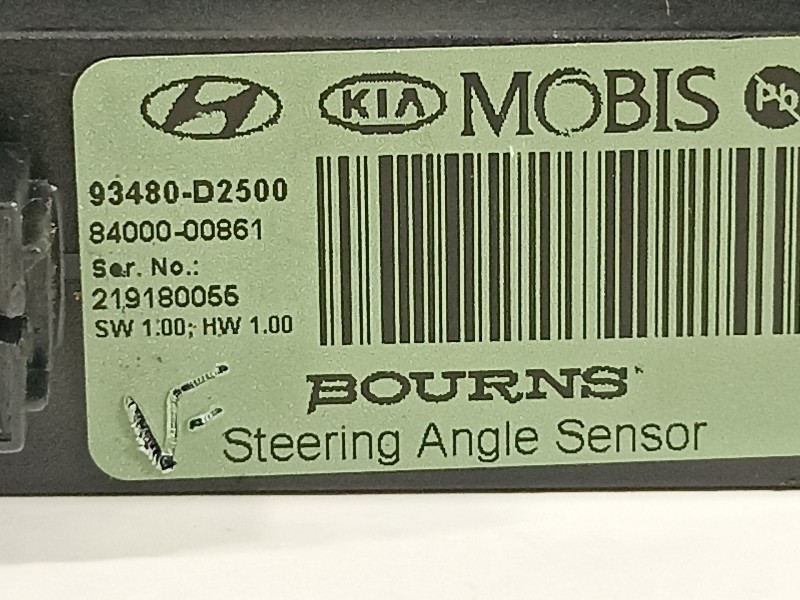 KIA MOBIS Pb
93480-D2500
84000-00861
Ser. No.:
219180055
SW 1.00; HW 1.00
BOURNS
Steering Angle Sensor